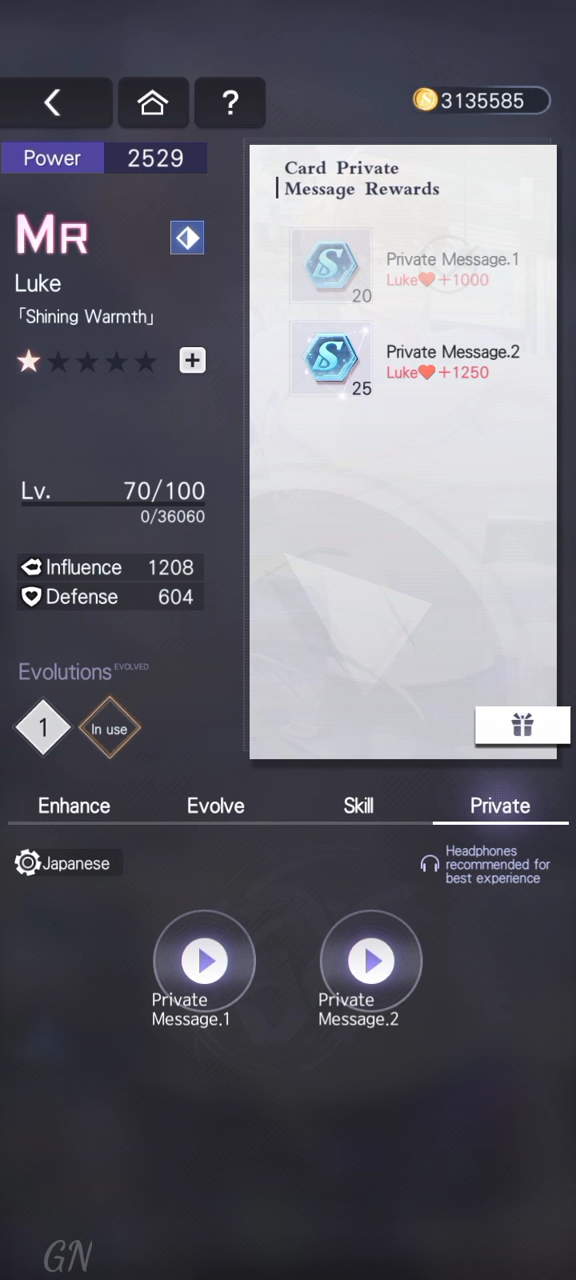 ?
3135585
Power 2529
Card Private
Message Rewards
MR
Luke
「Shining Warmth」
S
20
Private Message.1
Luke +1000
S
25
Private Message.2
Luke +1250
Lv. 70/100
0/36060
Influence 1208
Defense 604
Evolutions EVOLVED
1
In use
Enhance Evolve Skill Private
Japanese
Headphones
recommended for
best experience
Private
Message.1
Private
Message.2
GN